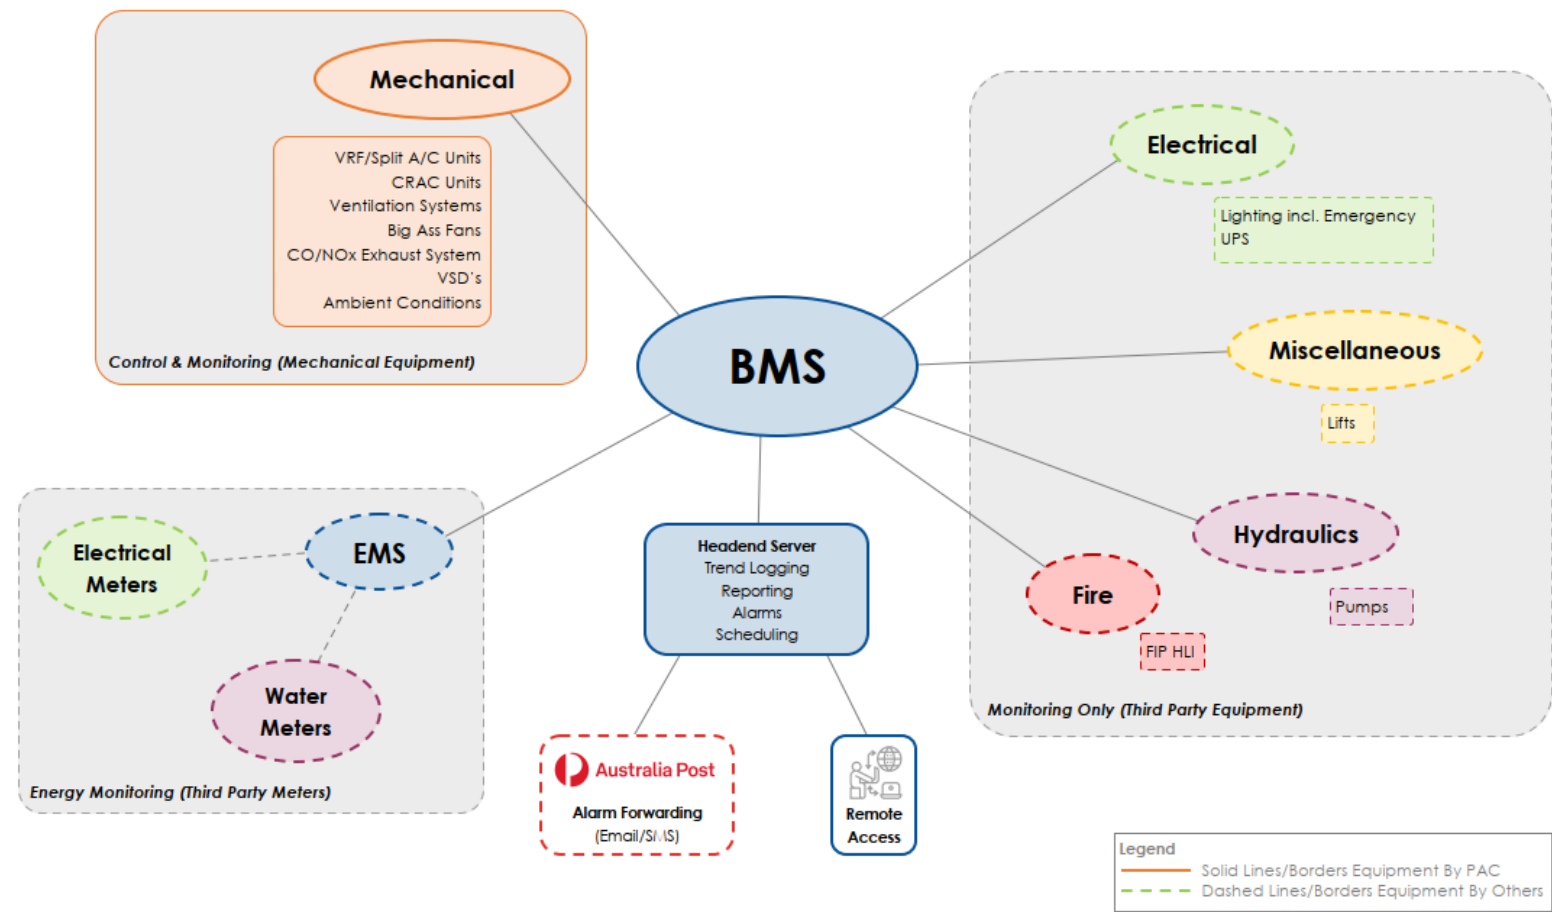 Mechanical
VRF/Split A/C Units
CRAC Units
Ventilation Systems
Big Ass Fans
CO/NOx Exhaust System
VSD's
Ambient Conditions
Control & Monitoring (Mechanical Equipment)
BMS
Electrical
Lighting incl. Emergency
UPS
Miscellaneous
Lifts
Hydraulics
Pumps
Fire
FIP HLI
Monitoring Only (Third Party Equipment)
Electrical
Meters
EMS
Water
Meters
Energy Monitoring (Third Party Meters)
Headend Server
Trend Logging
Reporting
Alarms
Scheduling
Australia Post
Alarm Forwarding
(Email/SMS)
Remote
Access
Legend
Solid Lines/Borders Equipment By PAC
Dashed Lines/Borders Equipment By Others